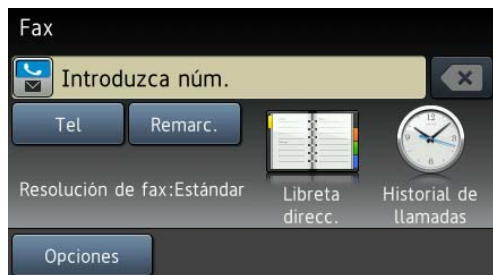 Fax
Introduzca núm.
Tel
Remarc.
Resolución de fax:Estándar
Libreta
direcc.
Historial de
llamadas
Opciones